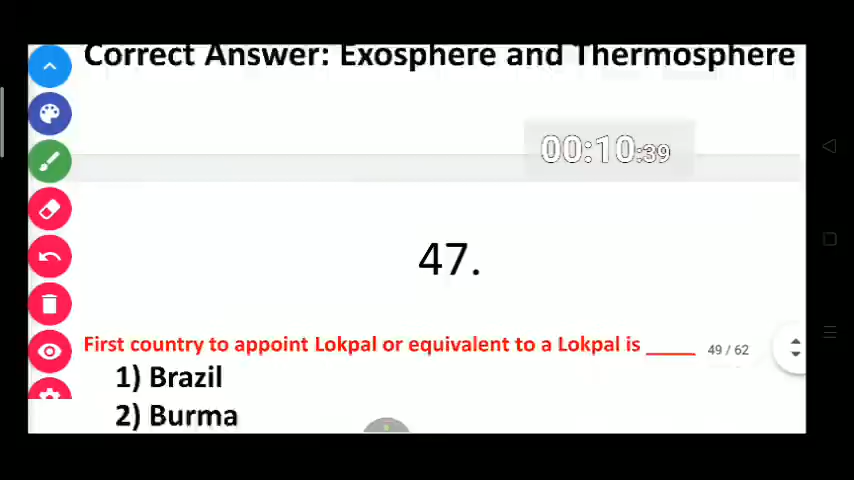 Correct Answer: Exosphere and Thermosphere
00:10:39
47.
First country to appoint Lokpal or equivalent to a Lokpal is _____
49 / 62
1) Brazil
2) Burma